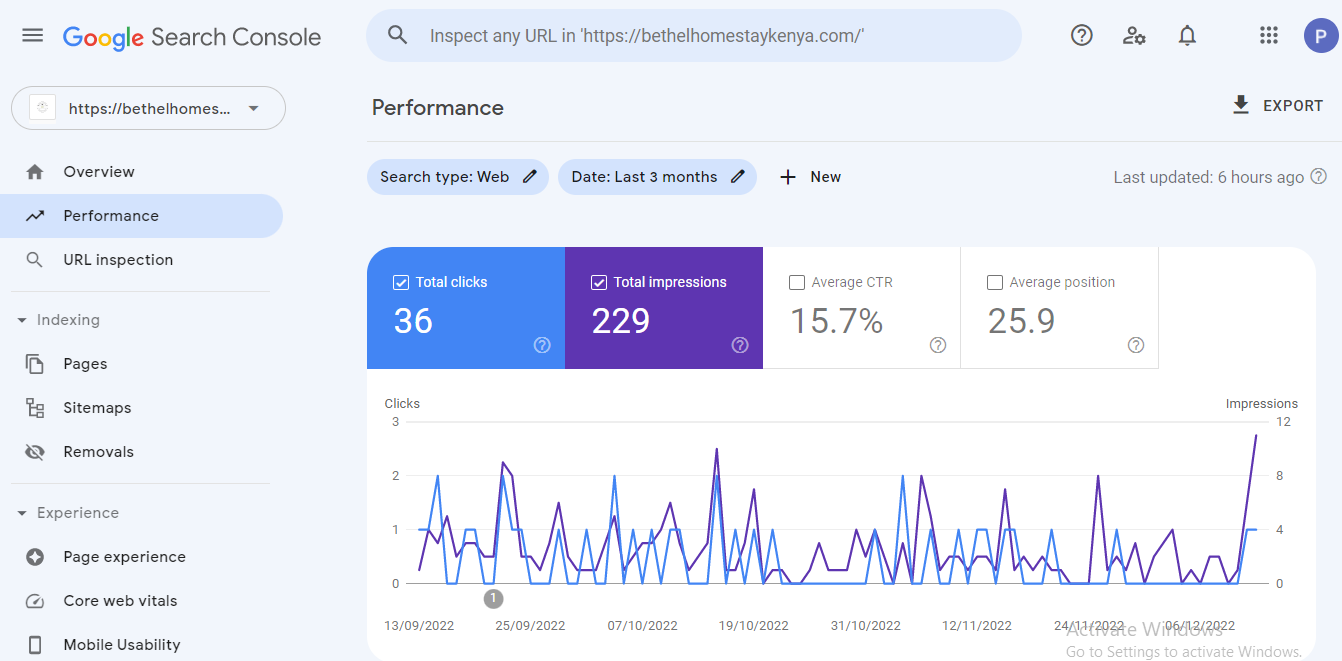 Google Search Console
Inspect any URL in 'https://bethelhomestaykenya.com/'
P
https://bethelhomes...
Overview
Performance
URL inspection
Indexing
Pages
Sitemaps
Removals
Experience
Page experience
Core web vitals
Mobile Usability
Performance
EXPORT
Search type: Web
Date: Last 3 months
+ New
Last updated: 6 hours ago
Total clicks
36
Total impressions
229
Average CTR
15.7%
Average position
25.9
Clicks
Impressions
3 12
2 8
1 4
0 0
1
13/09/2022 25/09/2022 07/10/2022 19/10/2022 31/10/2022 12/11/2022 24/11/2022 06/12/2022
Activate Windows
Go to Settings to activate Windows.